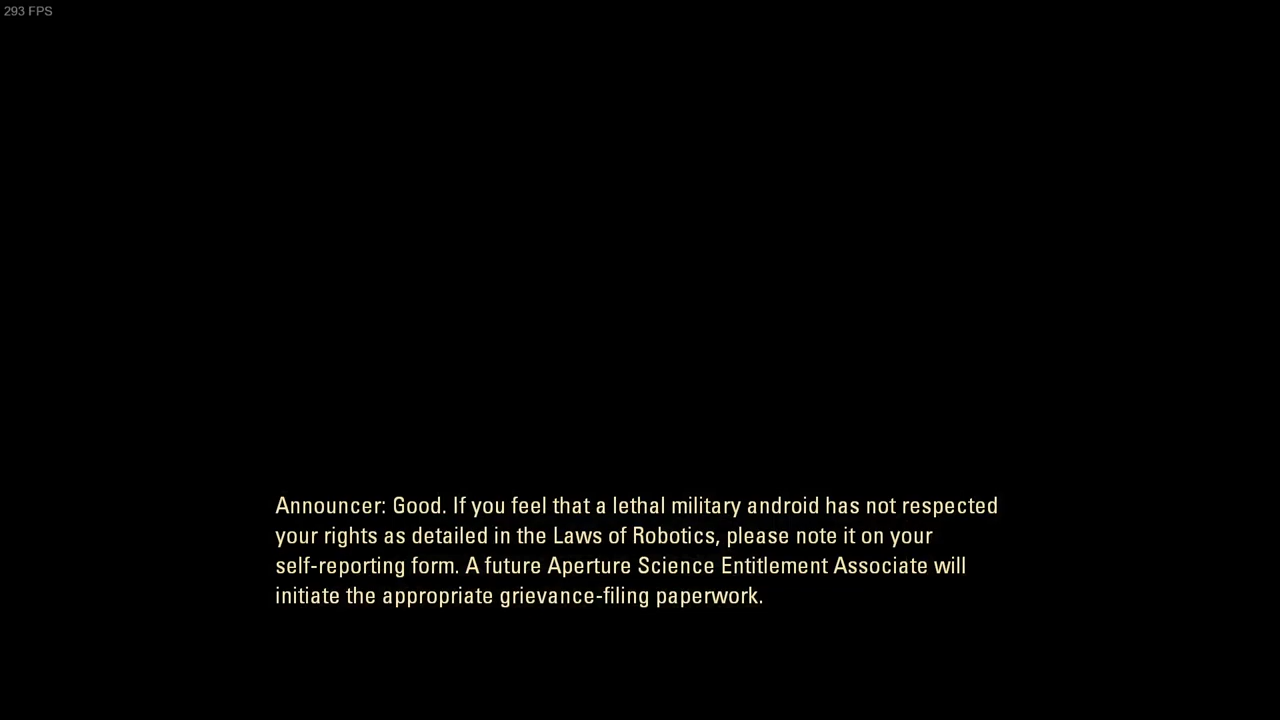 293 FPS
Announcer: Good. If you feel that a lethal military android has not respected
your rights as detailed in the Laws of Robotics, please note it on your
self-reporting form. A future Aperture Science Entitlement Associate will
initiate the appropriate grievance-filing paperwork.